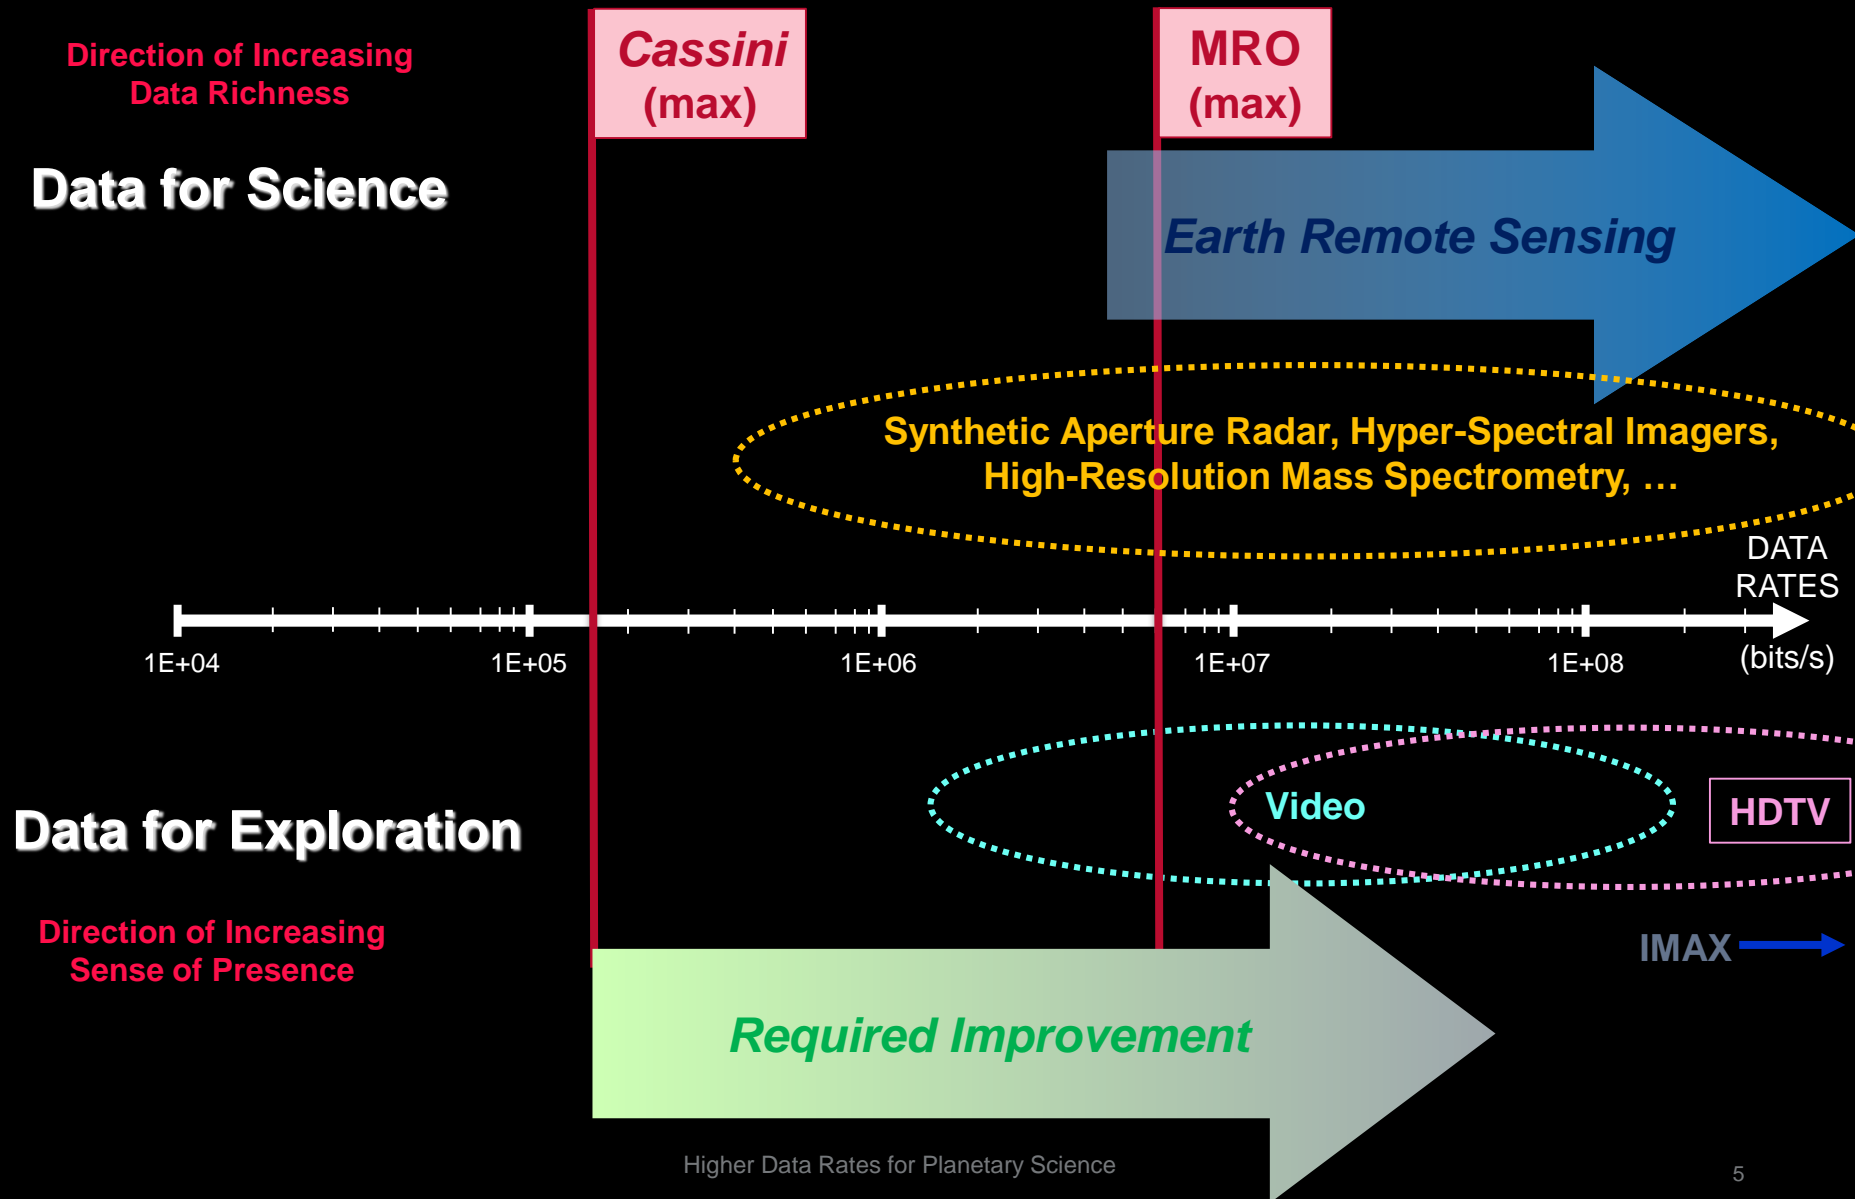 Direction of Increasing
Data Richness
Cassini
(max)
MRO
(max)
Data for Science
Earth Remote Sensing
Synthetic Aperture Radar, Hyper-Spectral Imagers,
High-Resolution Mass Spectrometry, …
DATA
RATES
1E+04
1E+05
1E+06
1E+07
1E+08
(bits/s)
Video
HDTV
Data for Exploration
Direction of Increasing
Sense of Presence
IMAX
Required Improvement
Higher Data Rates for Planetary Science
5